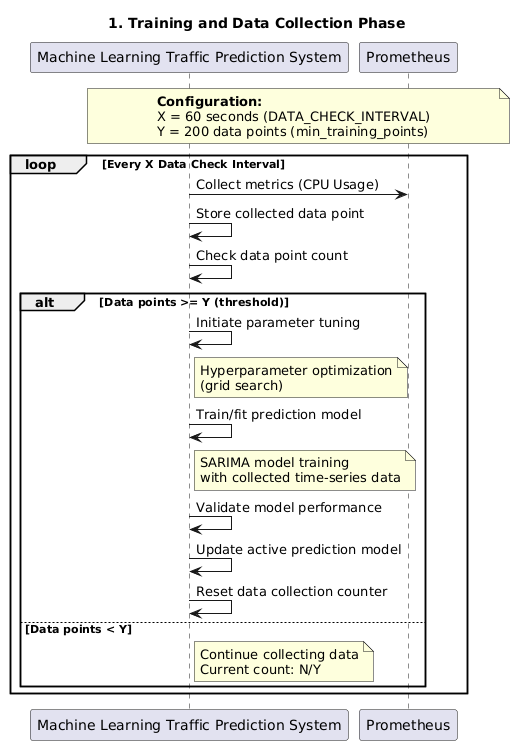 1. Training and Data Collection Phase
Machine Learning Traffic Prediction System
Prometheus
Configuration:
X = 60 seconds (DATA_CHECK_INTERVAL)
Y = 200 data points (min_training_points)
loop
[Every X Data Check Interval]
Collect metrics (CPU Usage)
Store collected data point
Check data point count
alt
[Data points >= Y (threshold)]
Initiate parameter tuning
Hyperparameter optimization
(grid search)
Train/fit prediction model
SARIMA model training
with collected time-series data
Validate model performance
Update active prediction model
Reset data collection counter
[Data points < Y]
Continue collecting data
Current count: N/Y
Machine Learning Traffic Prediction System
Prometheus